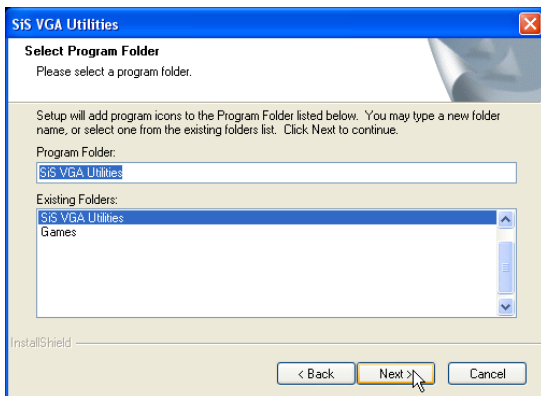 SiS VGA Utilities
Select Program Folder
Please select a program folder.
Setup will add program icons to the Program Folder listed below. You may type a new folder
name, or select one from the existing folders list. Click Next to continue.
Program Folder:
SiS VGA Utilities
Existing Folders:
SiS VGA Utilities
Games
InstallShield
< Back Next > Cancel